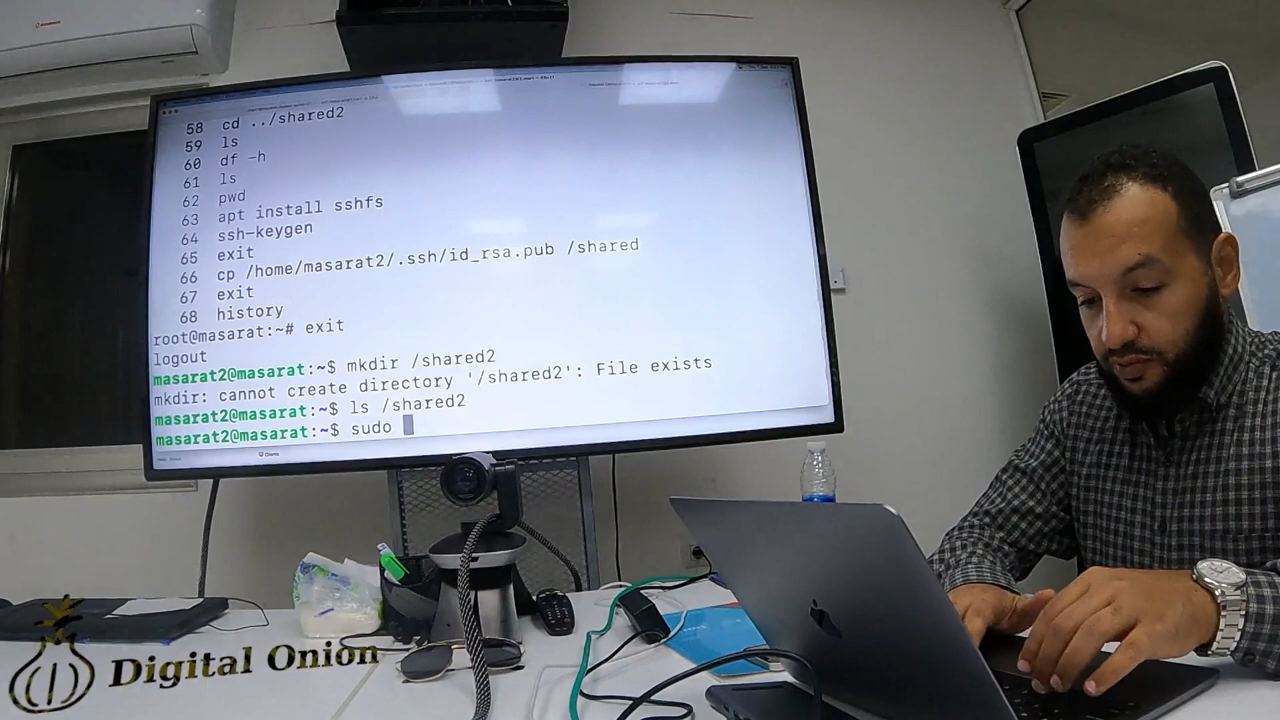 58 cd ../shared2
59 ls
60 df -h
61 ls
62 pwd
63 apt install sshfs
64 ssh-keygen
65 exit
66 cp /home/masarat2/.ssh/id_rsa.pub /shared
67 exit
68 history
root@masarat:~# exit
logout
masarat2@masarat:~$ mkdir /shared2
mkdir: cannot create directory '/shared2': File exists
masarat2@masarat:~$ ls /shared2
masarat2@masarat:~$ sudo
Digital Onion